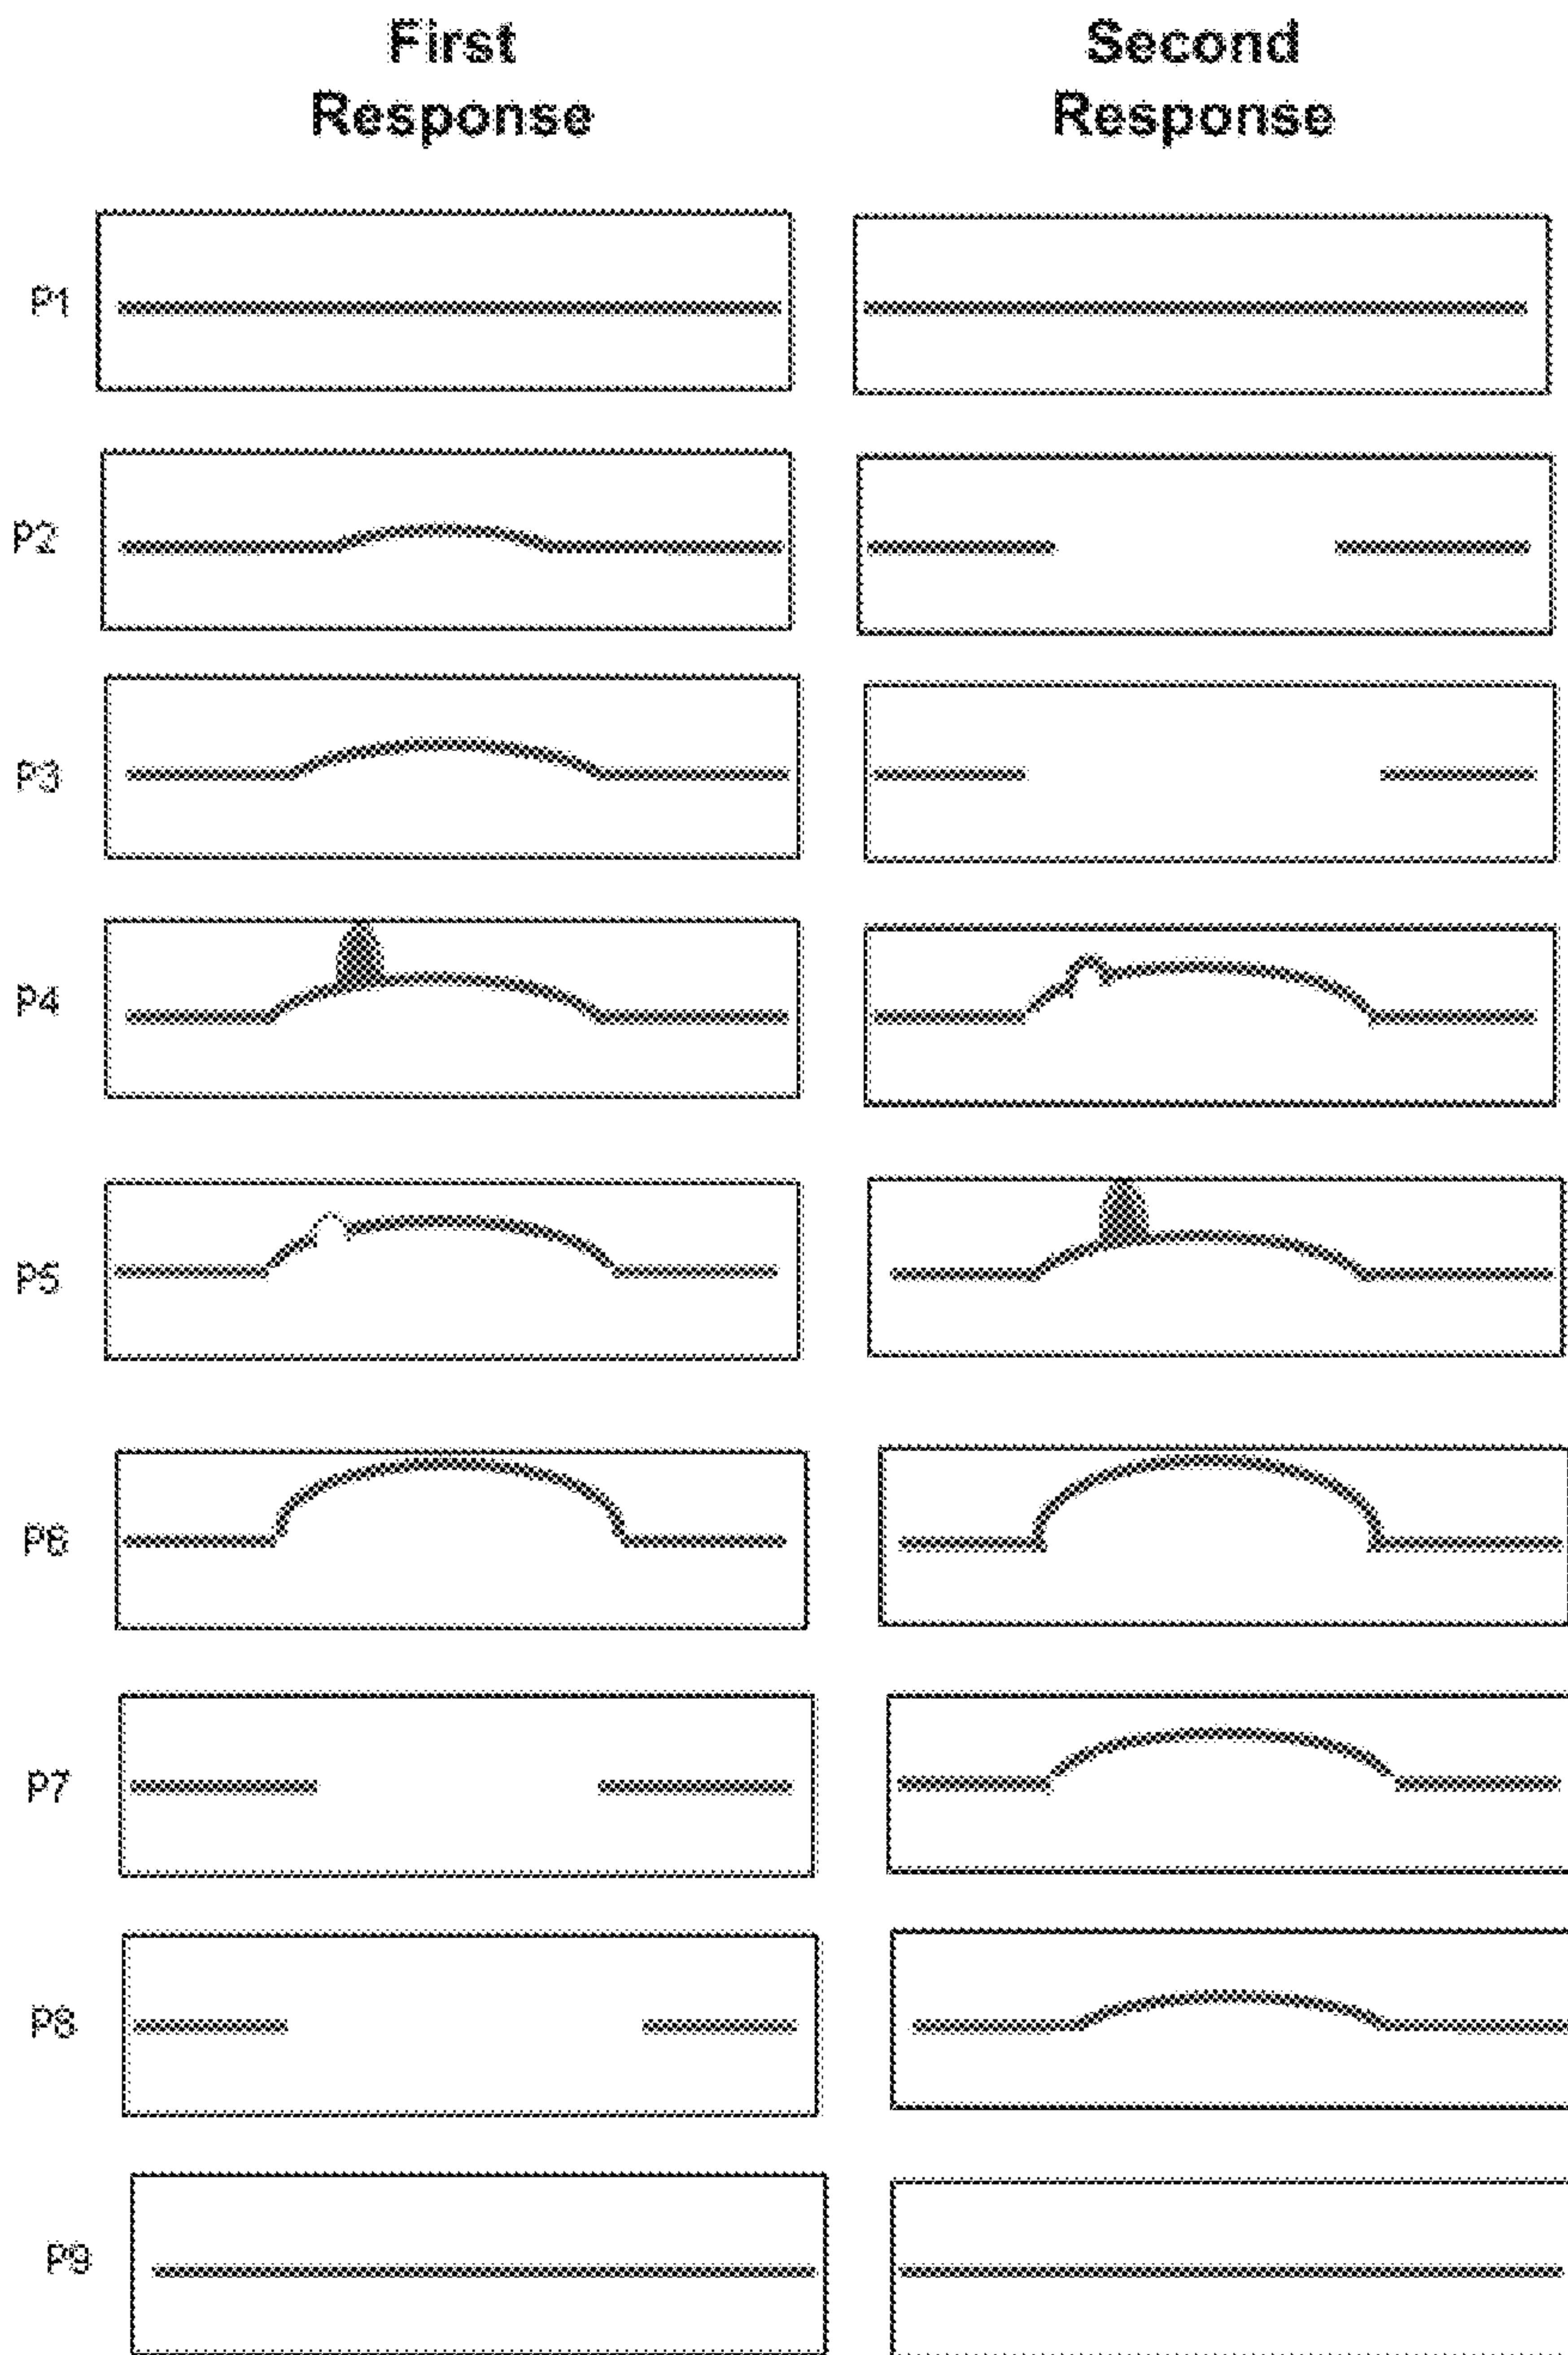 First
Response
Second
Response
P1
P2
P3
P4
P5
P6
P7
P8
P9